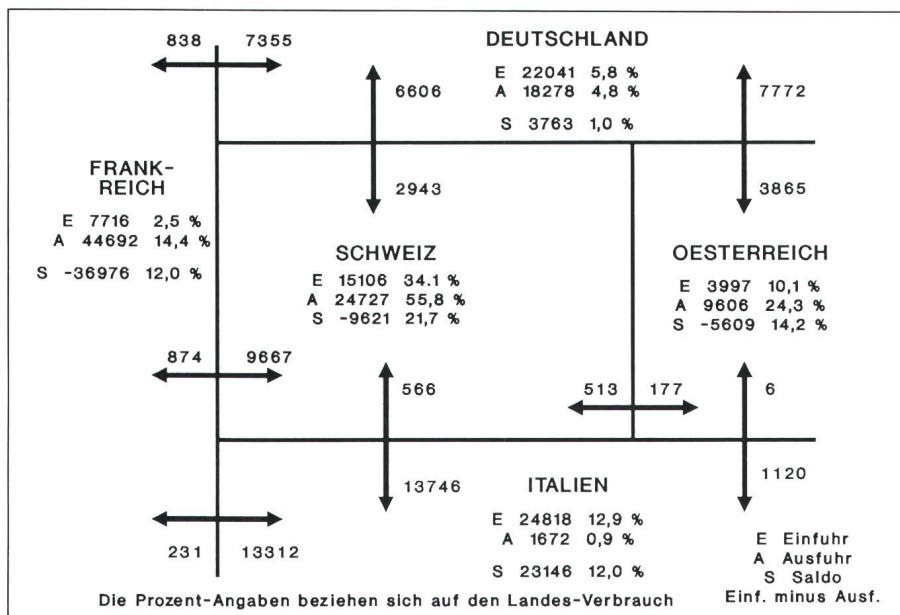 838 7355
DEUTSCHLAND
E 22041 5,8 %
A 18278 4,8 %
S 3763 1,0 %
6606
7772
FRANK-
REICH
E 7716 2,5 %
A 44692 14,4 %
S -36976 12,0 %
2943
3865
SCHWEIZ
E 15106 34.1 %
A 24727 55,8 %
S -9621 21,7 %
OESTERREICH
E 3997 10,1 %
A 9606 24,3 %
S -5609 14,2 %
874 9667
566
513 177
6
13746
1120
231 13312
ITALIEN
E 24818 12,9 %
A 1672 0,9 %
S 23146 12,0 %
E Einfuhr
A Ausfuhr
S Saldo
Einf. minus Ausf.
Die Prozent-Angaben beziehen sich auf den Landes-Verbrauch